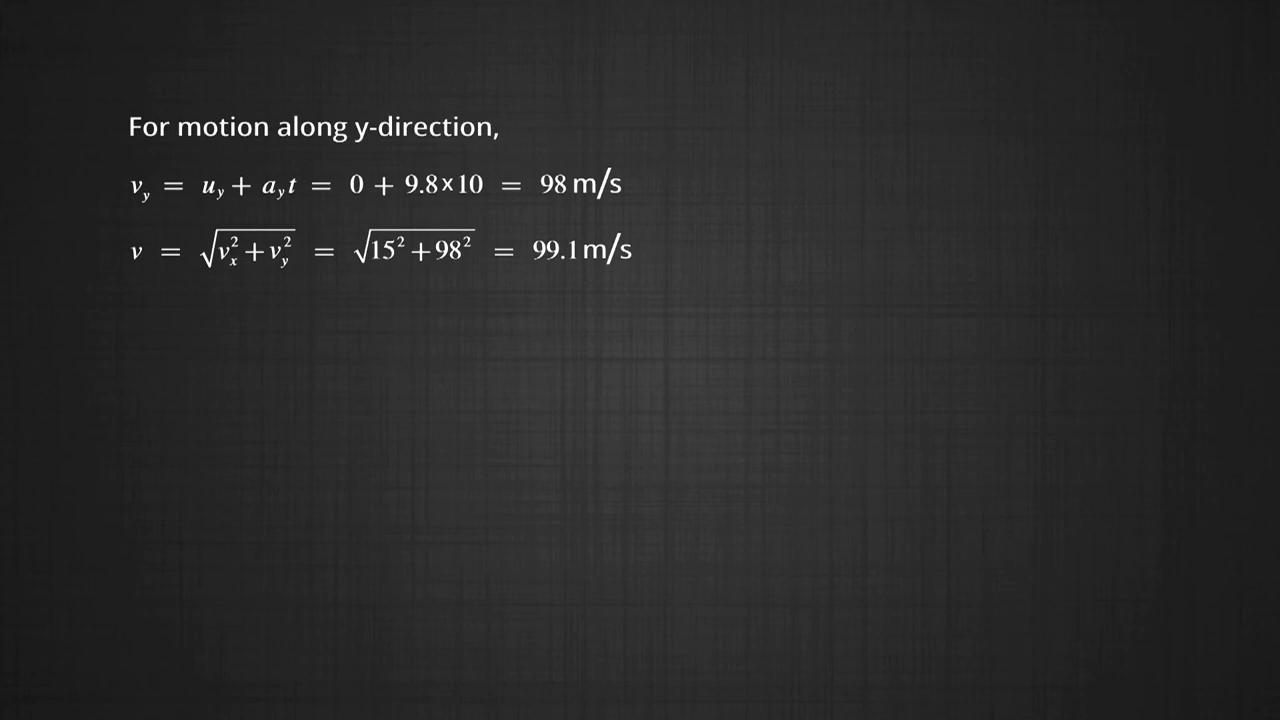 For motion along y-direction,
v_y = u_y + a_y t = 0 + 9.8×10 = 98 m/s
v = √(v_x² + v_y²) = √(15² + 98²) = 99.1 m/s